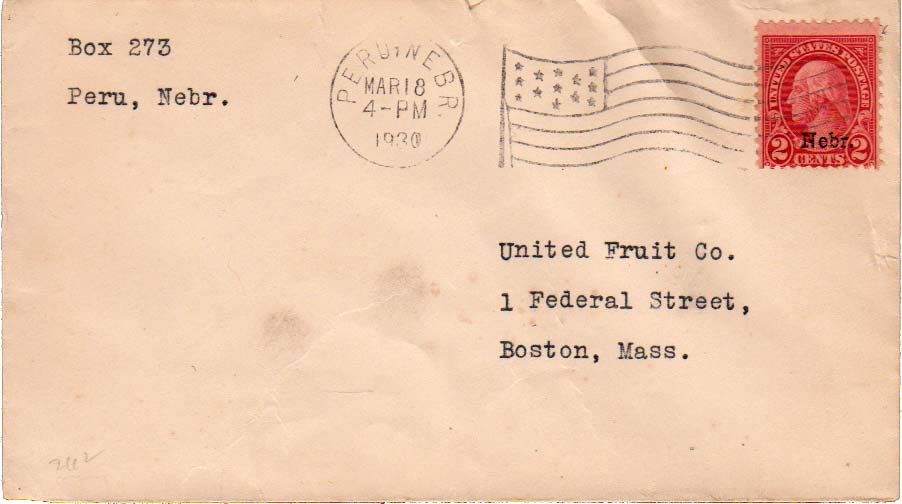 Box 273
Peru, Nebr.
PERU, NEBR.
MAR 18
4-PM
1930
UNITED STATES POSTAGE
Nebr.
2 CENTS 2
United Fruit Co.
1 Federal Street,
Boston, Mass.